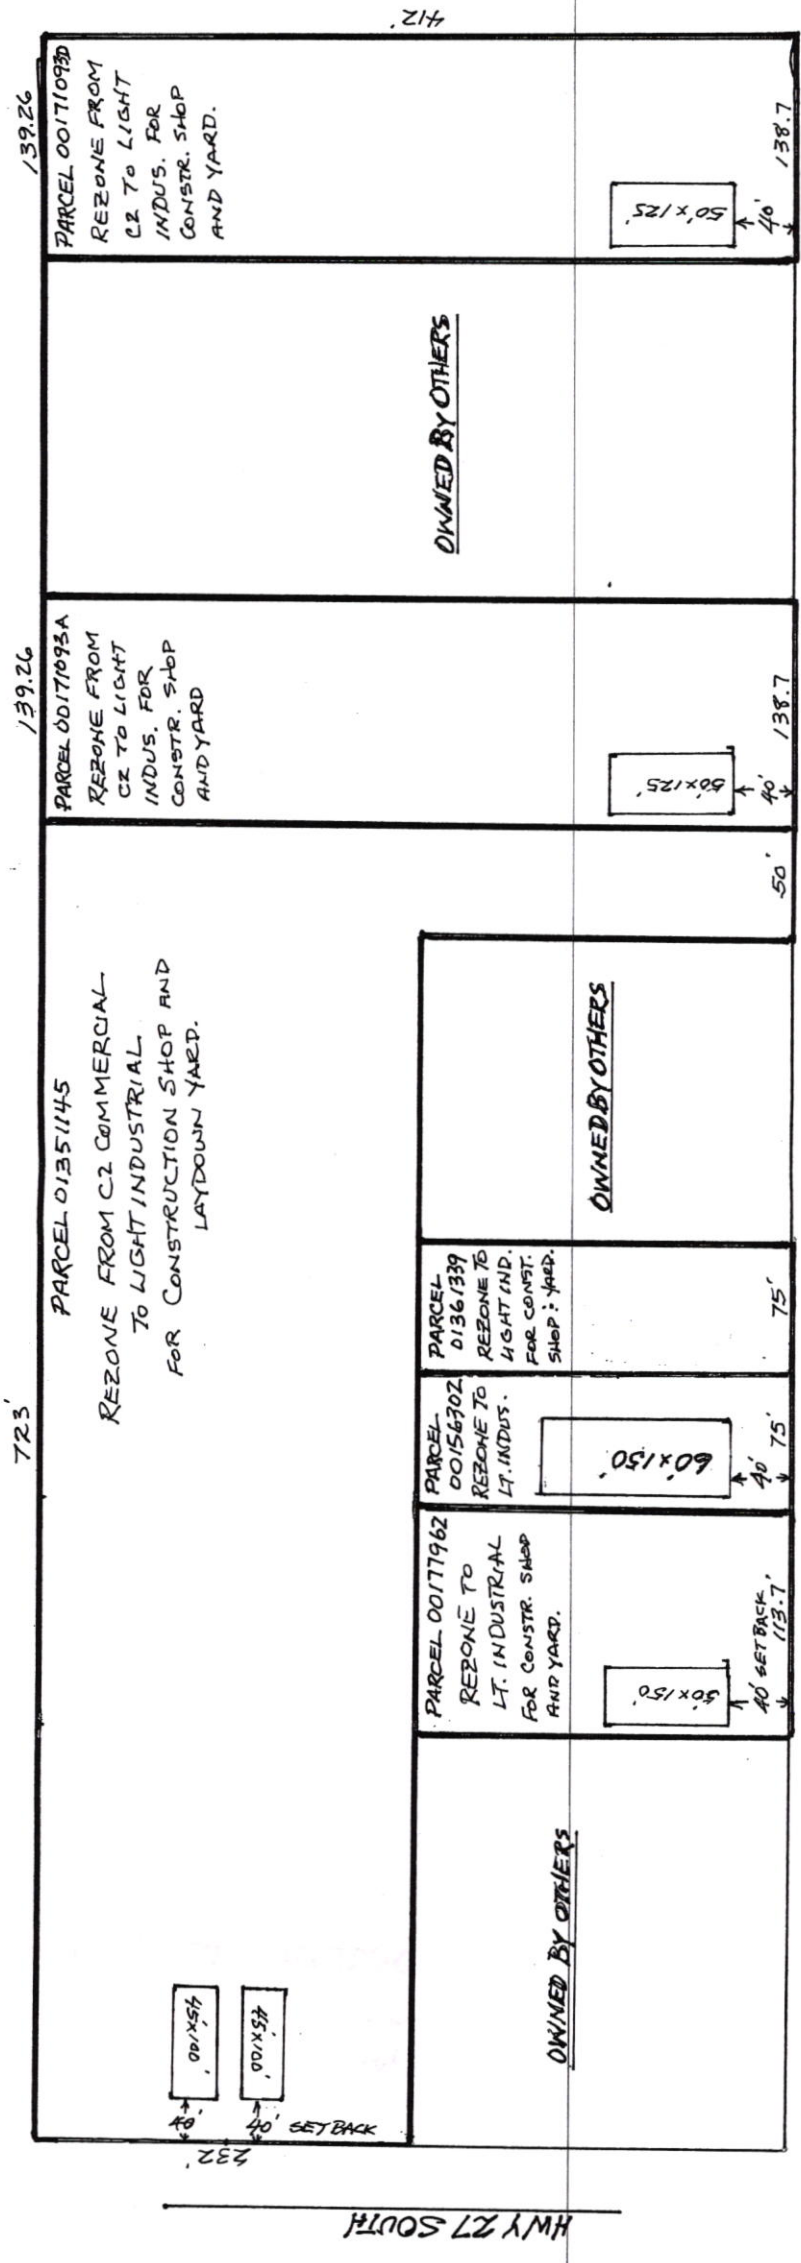 412'
139.26
PARCEL 00171093D
REZONE FROM
C2 TO LIGHT
INDUS. FOR
CONSTR. SHOP
AND YARD.
50'x125'
40'
138.7
OWNED BY OTHERS
139.26
PARCEL 00171093A
REZONE FROM
C2 TO LIGHT
INDUS. FOR
CONSTR. SHOP
AND YARD
50'x125'
40'
138.7
50'
723'
PARCEL 01351145
REZONE FROM C2 COMMERCIAL
TO LIGHT INDUSTRIAL
FOR CONSTRUCTION SHOP AND
LAYDOWN YARD.
OWNED BY OTHERS
PARCEL
01361339
REZONE TO
LIGHT IND.
FOR CONST.
SHOP & YARD.
75'
PARCEL
00156302
REZONE TO
LT. INDUS.
60'x150'
40'
75'
PARCEL 00177962
REZONE TO
LT. INDUSTRIAL
FOR CONSTR. SHOP
AND YARD.
50'x150'
40' SETBACK
113.7'
OWNED BY OTHERS
45'x100'
45'x100'
40'
40' SETBACK
232'
HWY 27 SOUTH